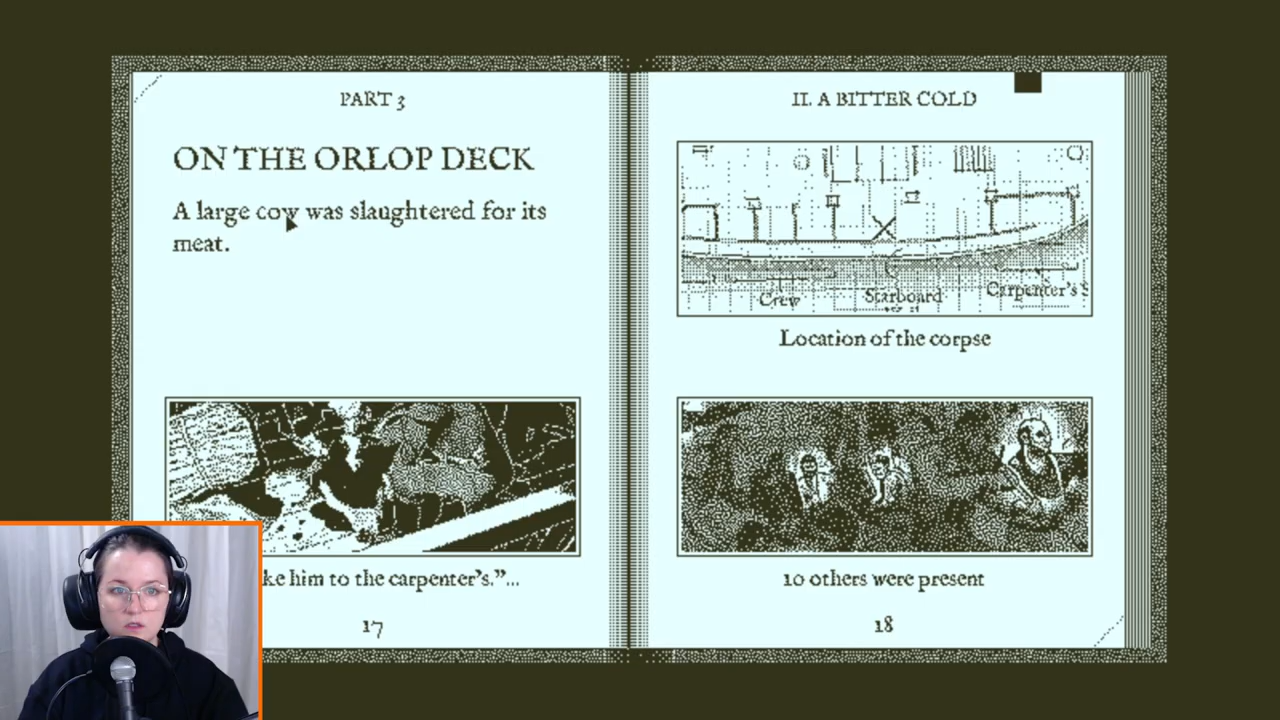 PART 3
ON THE ORLOP DECK
A large cow was slaughtered for its
meat.
ke him to the carpenter's."...
17
II. A BITTER COLD
Crew
Starboard
Carpenter's S
Location of the corpse
10 others were present
18